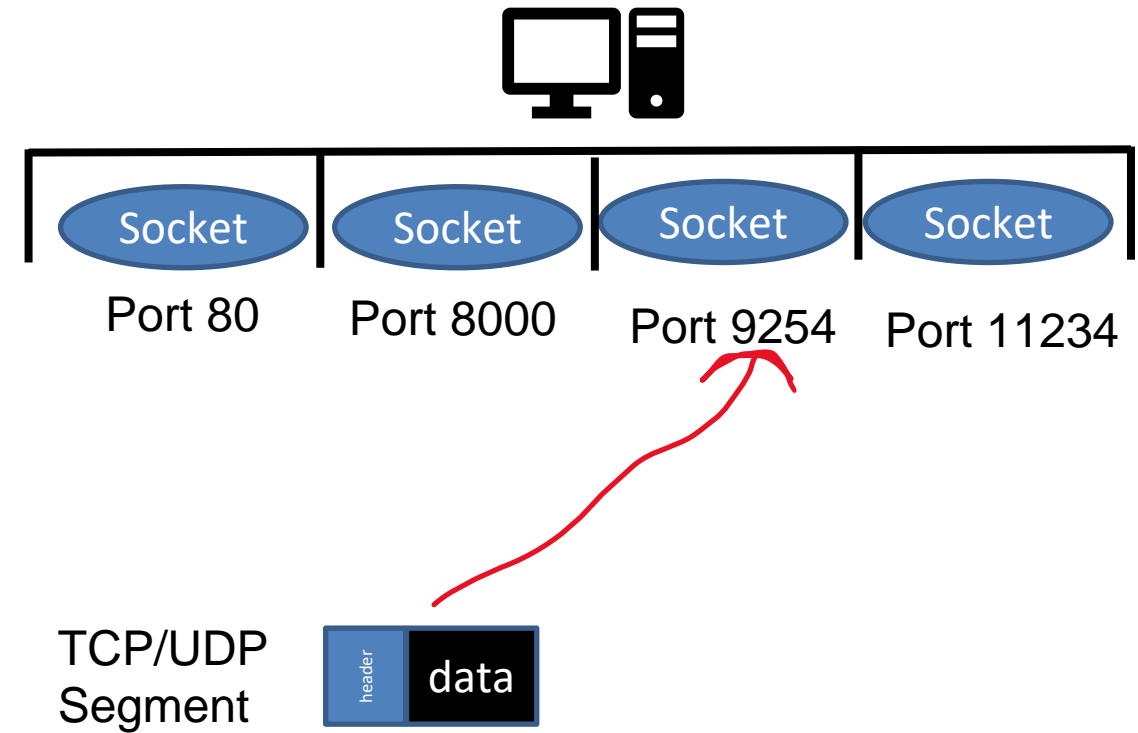 Socket Socket Socket Socket
Port 80 Port 8000 Port 9254 Port 11234
TCP/UDP
Segment
header data